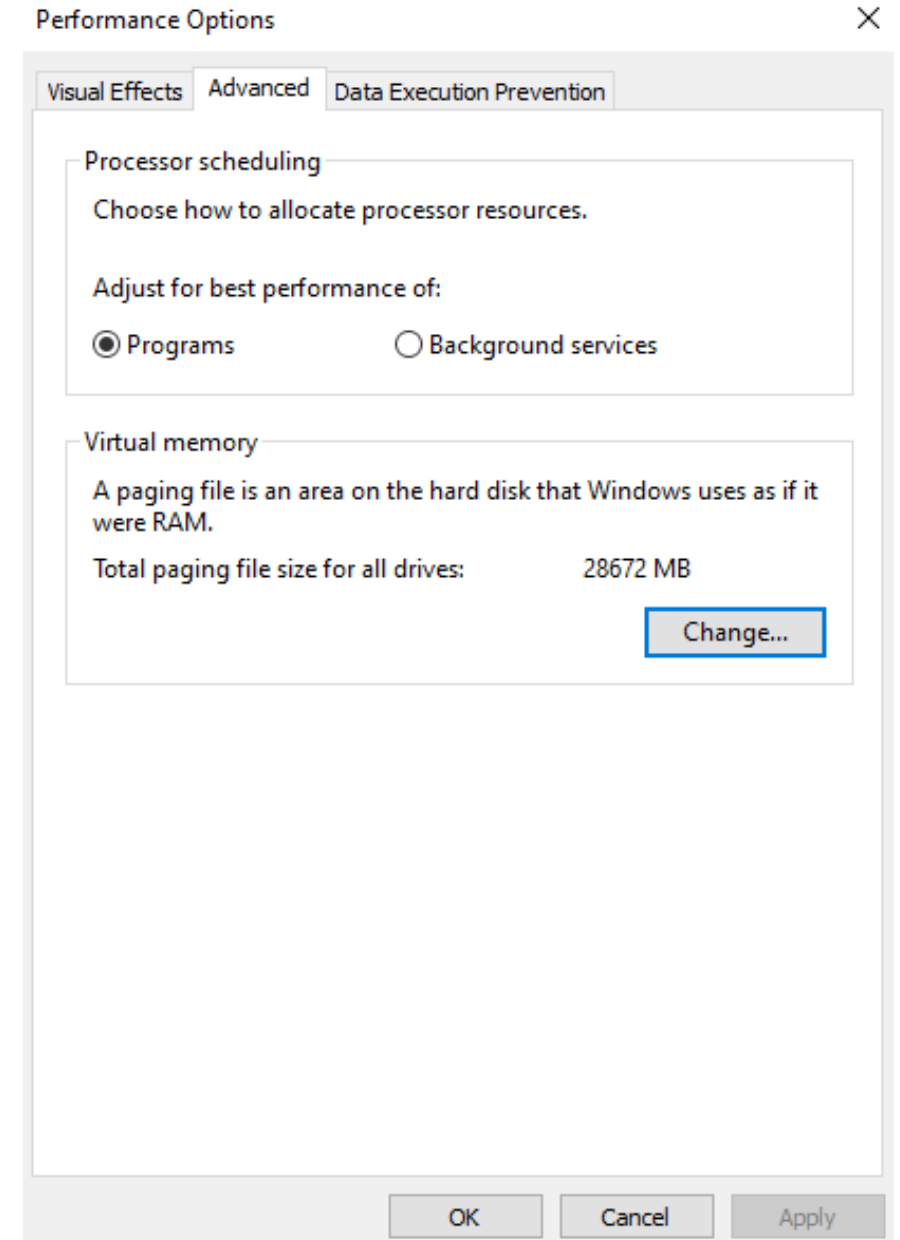 Performance Options
Visual Effects Advanced Data Execution Prevention
Processor scheduling
Choose how to allocate processor resources.
Adjust for best performance of:
Programs Background services
Virtual memory
A paging file is an area on the hard disk that Windows uses as if it
were RAM.
Total paging file size for all drives: 28672 MB
Change...
OK Cancel Apply